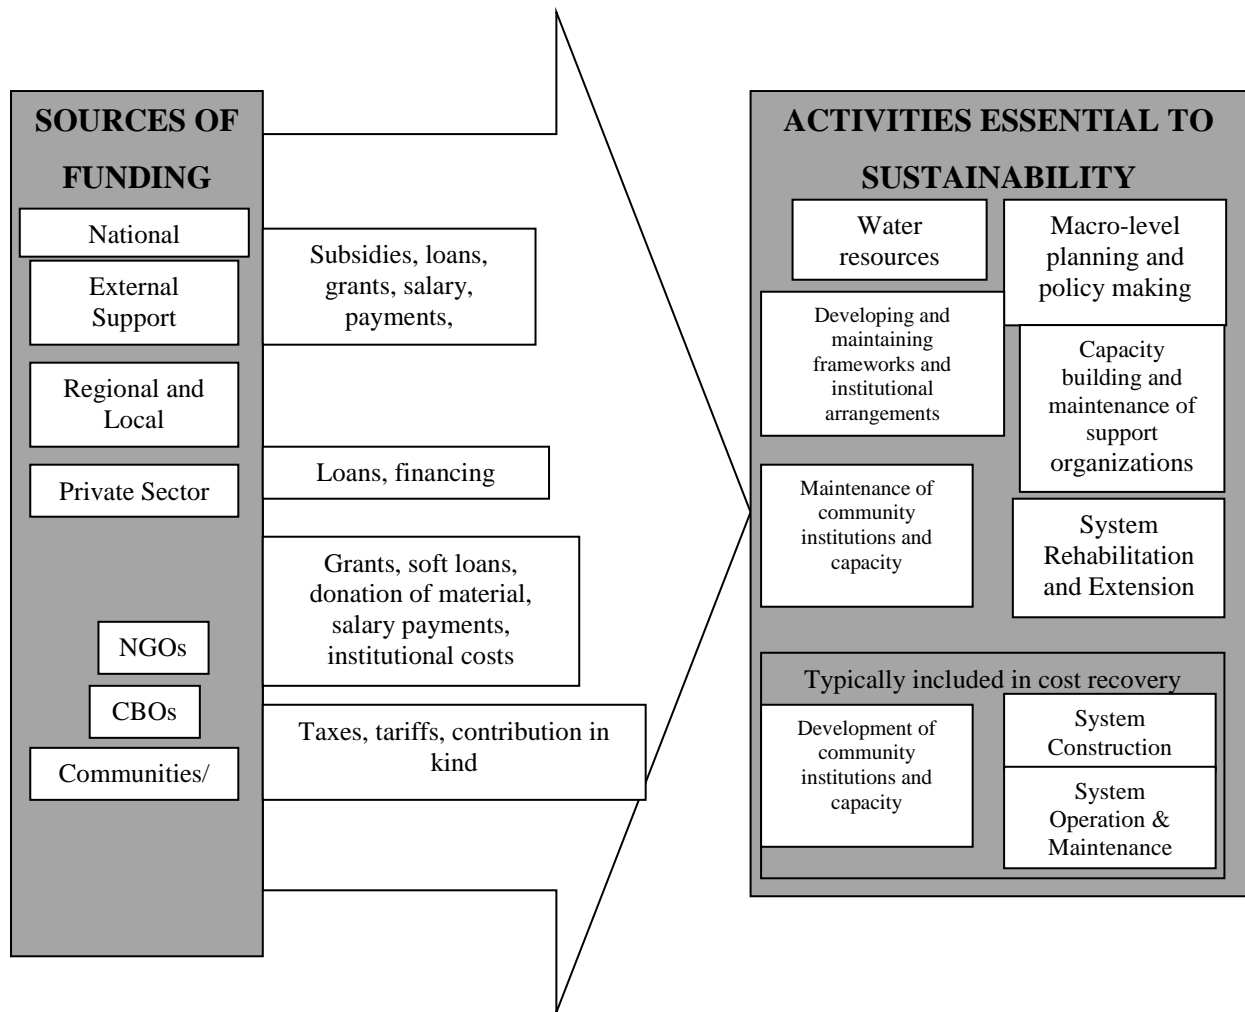 SOURCES OF
FUNDING
National
External
Support
Regional and
Local
Private Sector
NGOs
CBOs
Communities/
Subsidies, loans,
grants, salary,
payments,
Loans, financing
Grants, soft loans,
donation of material,
salary payments,
institutional costs
Taxes, tariffs, contribution in
kind
ACTIVITIES ESSENTIAL TO
SUSTAINABILITY
Water
resources
Macro-level
planning and
policy making
Developing and
maintaining
frameworks and
institutional
arrangements
Capacity
building and
maintenance of
support
organizations
Maintenance of
community
institutions and
capacity
System
Rehabilitation
and Extension
Typically included in cost recovery
Development of
community
institutions and
capacity
System
Construction
System
Operation &
Maintenance